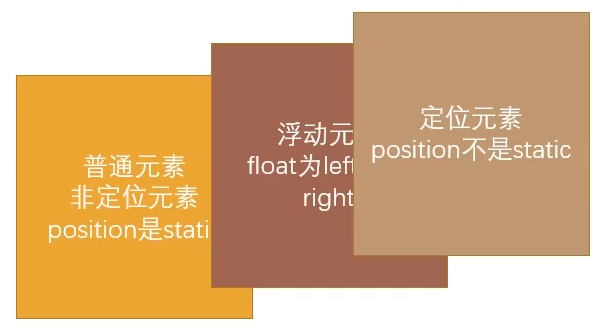 普通元素
非定位元素
position是stati
浮动元
float为left
right
定位元素
position不是static